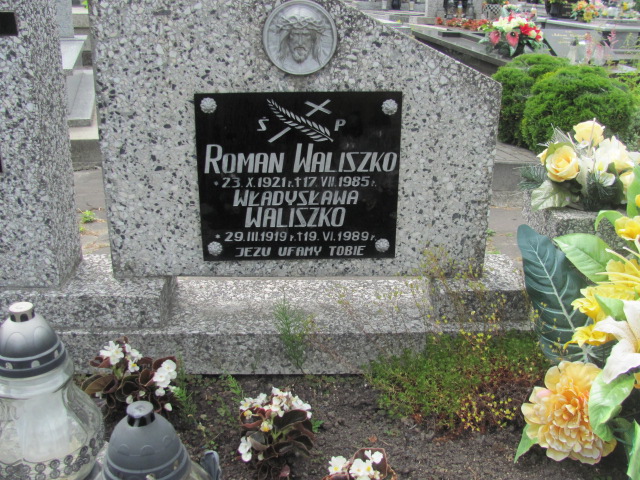 Ś P
ROMAN WALISZKO
* 23.X.1921 r. † 17.VII.1985 r.
WŁADYSŁAWA
WALISZKO
* 29.III.1919 r. † 19.VI.1989 r.
JEZU UFAMY TOBIE